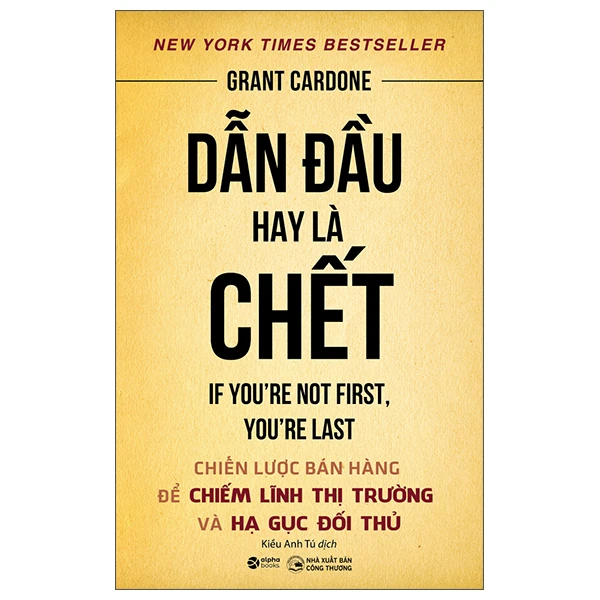 NEW YORK TIMES BESTSELLER
GRANT CARDONE
DẪN ĐẦU
HAY LÀ
CHẾT
IF YOU'RE NOT FIRST,
YOU'RE LAST
CHIẾN LƯỢC BÁN HÀNG
ĐỂ CHIẾM LĨNH THỊ TRƯỜNG
VÀ HẠ GỤC ĐỐI THỦ
Kiều Anh Tú dịch
alpha books
NHÀ XUẤT BẢN
CÔNG THƯƠNG